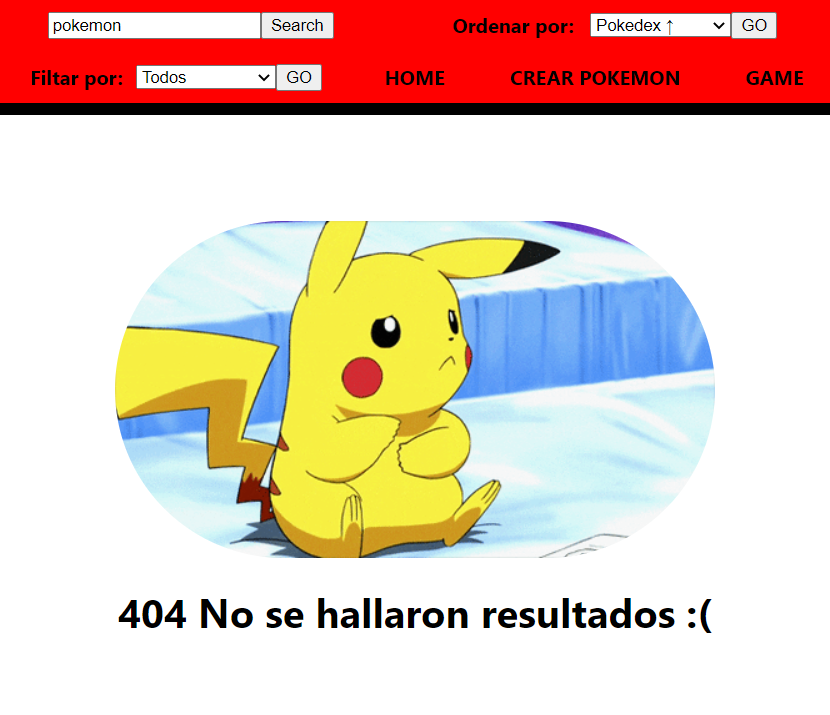 pokemon Search Ordenar por: Pokedex ↑ GO
Filtar por: Todos GO HOME CREAR POKEMON GAME
404 No se hallaron resultados :(